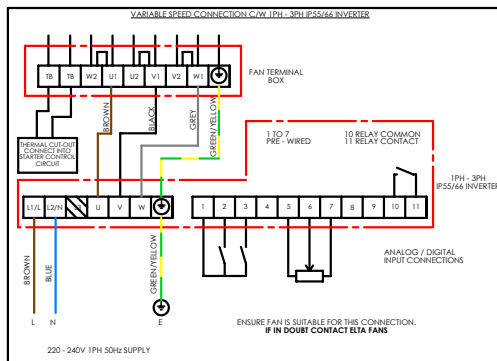 VARIABLE SPEED CONNECTION C/W 1PH - 3PH IP55/66 INVERTER
TB TB W2 U1 U2 V1 V2 W1
FAN TERMINAL
BOX
BROWN
BLACK
GREY
GREEN/YELLOW
THERMAL CUT-OUT
CONNECT INTO
STARTER CONTROL
CIRCUIT
1 TO 7
PRE - WIRED
10 RELAY COMMON
11 RELAY CONTACT
1PH - 3PH
IP55/66 INVERTER
L1/L L2/N U V W
1 2 3 4 5 6 7 8 9 10 11
BROWN
BLUE
GREEN/YELLOW
ANALOG / DIGITAL
INPUT CONNECTIONS
L N E
ENSURE FAN IS SUITABLE FOR THIS CONNECTION.
IF IN DOUBT CONTACT ELTA FANS
220 - 240V 1PH 50Hz SUPPLY